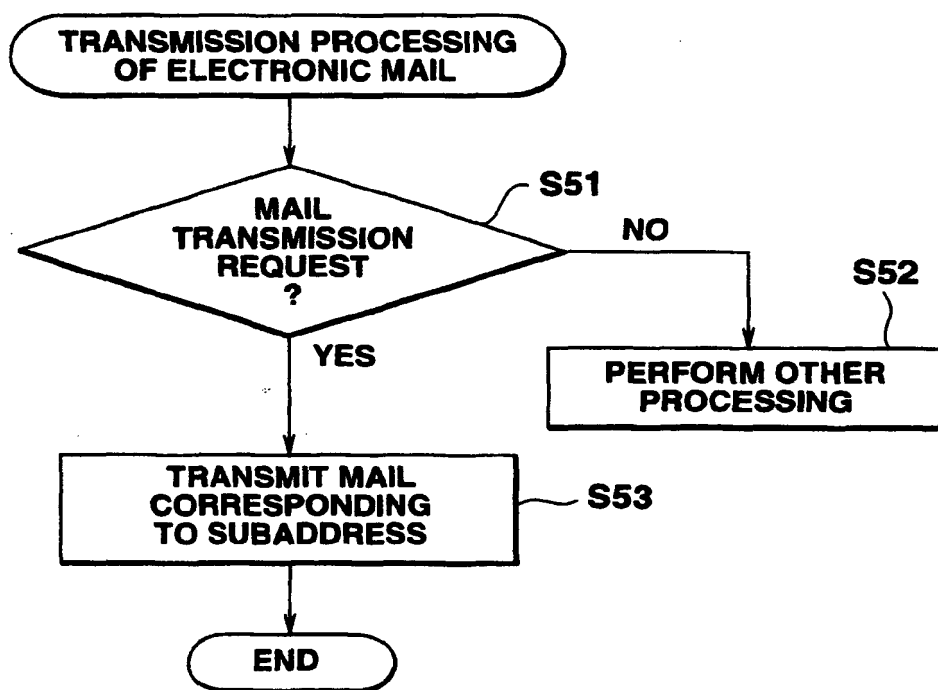 TRANSMISSION PROCESSING
OF ELECTRONIC MAIL
S51
MAIL
TRANSMISSION
REQUEST
?
NO
S52
YES
PERFORM OTHER
PROCESSING
TRANSMIT MAIL
CORRESPONDING
TO SUBADDRESS
S53
END